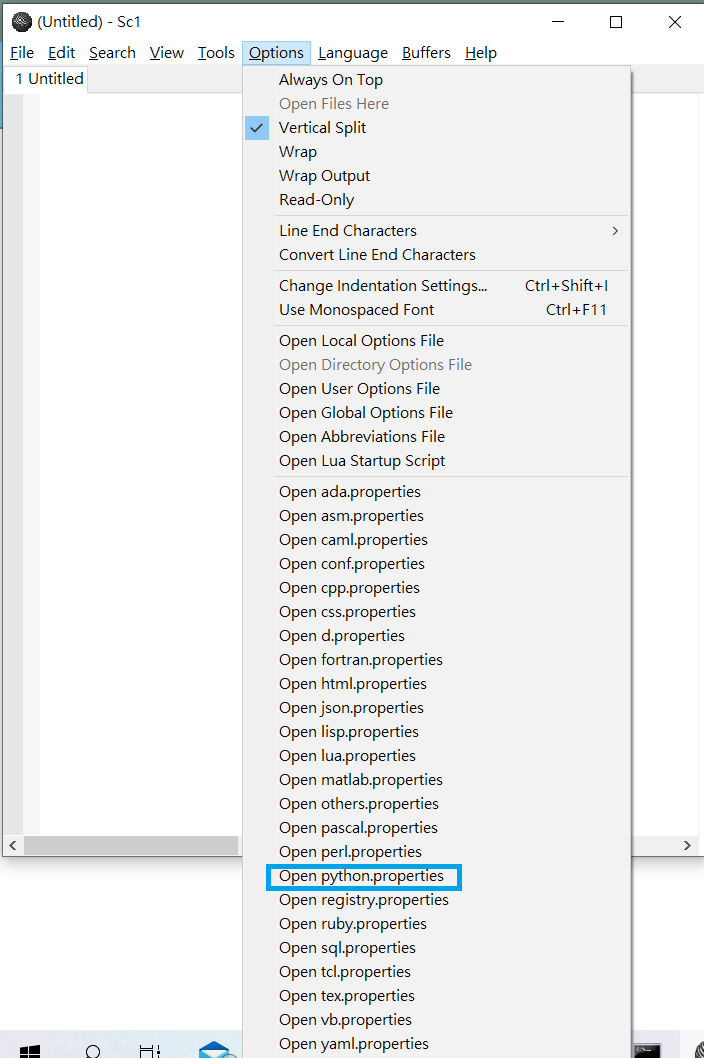 (Untitled) - Sc1
File Edit Search View Tools Options Language Buffers Help
1 Untitled
Always On Top
Open Files Here
Vertical Split
Wrap
Wrap Output
Read-Only
Line End Characters
Convert Line End Characters
Change Indentation Settings... Ctrl+Shift+I
Use Monospaced Font Ctrl+F11
Open Local Options File
Open Directory Options File
Open User Options File
Open Global Options File
Open Abbreviations File
Open Lua Startup Script
Open ada.properties
Open asm.properties
Open caml.properties
Open conf.properties
Open cpp.properties
Open css.properties
Open d.properties
Open fortran.properties
Open html.properties
Open json.properties
Open lisp.properties
Open lua.properties
Open matlab.properties
Open others.properties
Open pascal.properties
Open perl.properties
Open python.properties
Open registry.properties
Open ruby.properties
Open sql.properties
Open tcl.properties
Open tex.properties
Open vb.properties
Open yaml.properties